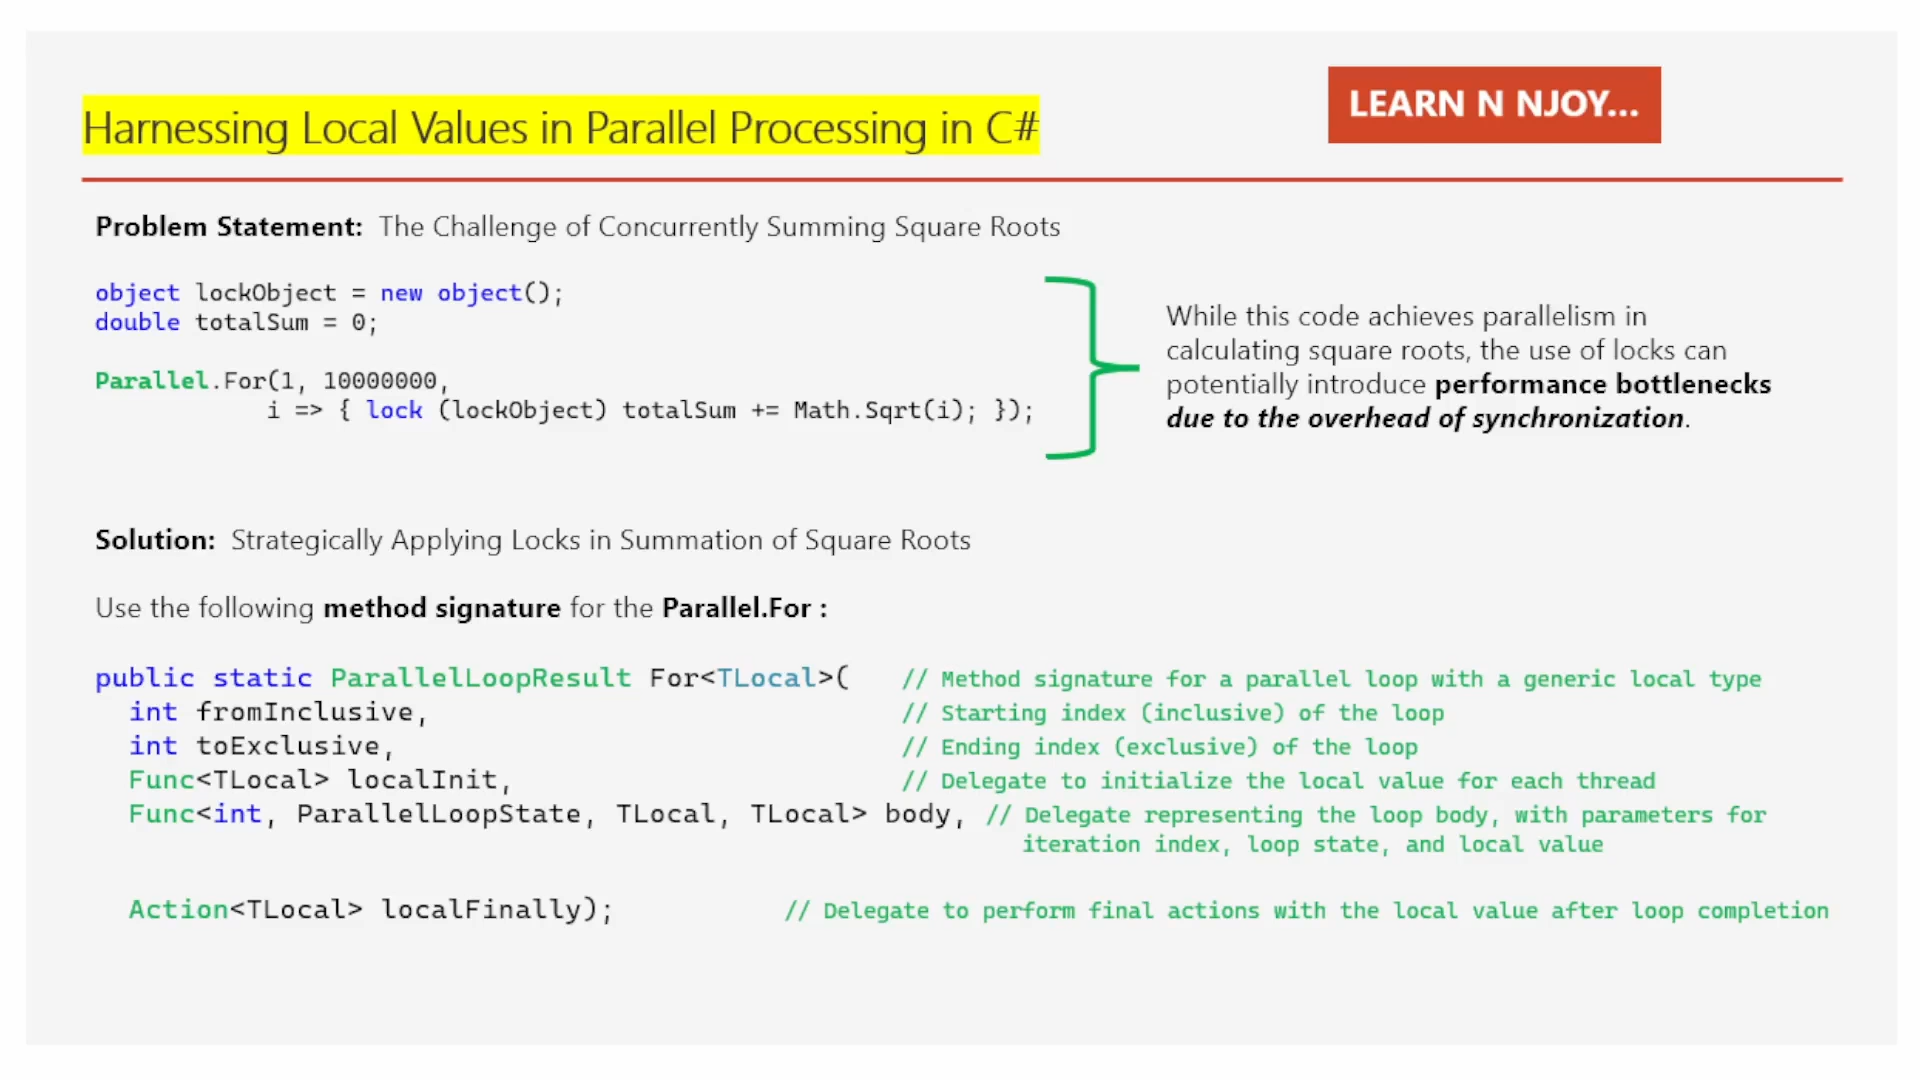 LEARN N NJOY...
Harnessing Local Values in Parallel Processing in C#
Problem Statement: The Challenge of Concurrently Summing Square Roots
object lockObject = new object();
double totalSum = 0;
Parallel.For(1, 10000000,
i => { lock (lockObject) totalSum += Math.Sqrt(i); });
While this code achieves parallelism in
calculating square roots, the use of locks can
potentially introduce performance bottlenecks
due to the overhead of synchronization.
Solution: Strategically Applying Locks in Summation of Square Roots
Use the following method signature for the Parallel.For :
public static ParallelLoopResult For<TLocal>( // Method signature for a parallel loop with a generic local type
int fromInclusive, // Starting index (inclusive) of the loop
int toExclusive, // Ending index (exclusive) of the loop
Func<TLocal> localInit, // Delegate to initialize the local value for each thread
Func<int, ParallelLoopState, TLocal, TLocal> body, // Delegate representing the loop body, with parameters for
iteration index, loop state, and local value
Action<TLocal> localFinally); // Delegate to perform final actions with the local value after loop completion